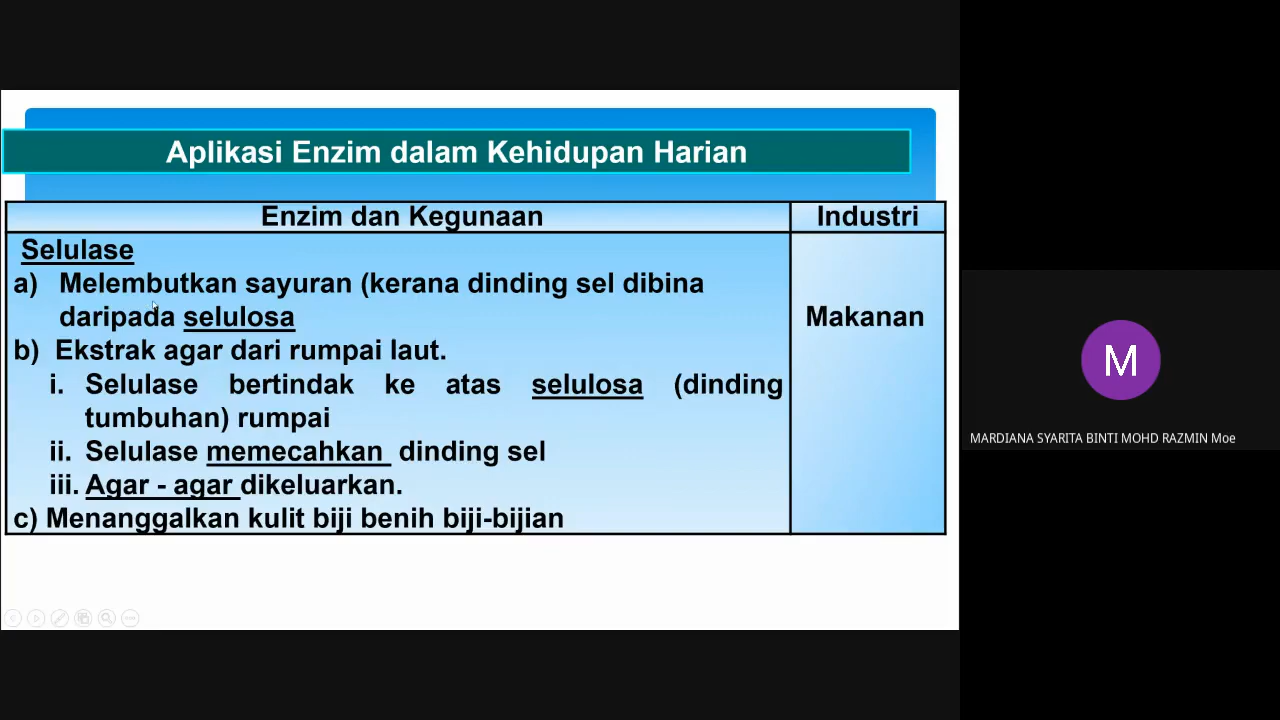 Aplikasi Enzim dalam Kehidupan Harian
Enzim dan Kegunaan
Industri
Selulase
a) Melembutkan sayuran (kerana dinding sel dibina
daripada selulosa
Makanan
b) Ekstrak agar dari rumpai laut.
i. Selulase bertindak ke atas selulosa (dinding
tumbuhan) rumpai
ii. Selulase memecahkan dinding sel
iii. Agar - agar dikeluarkan.
c) Menanggalkan kulit biji benih biji-bijian
M
MARDIANA SYARITA BINTI MOHD RAZMIN Moe